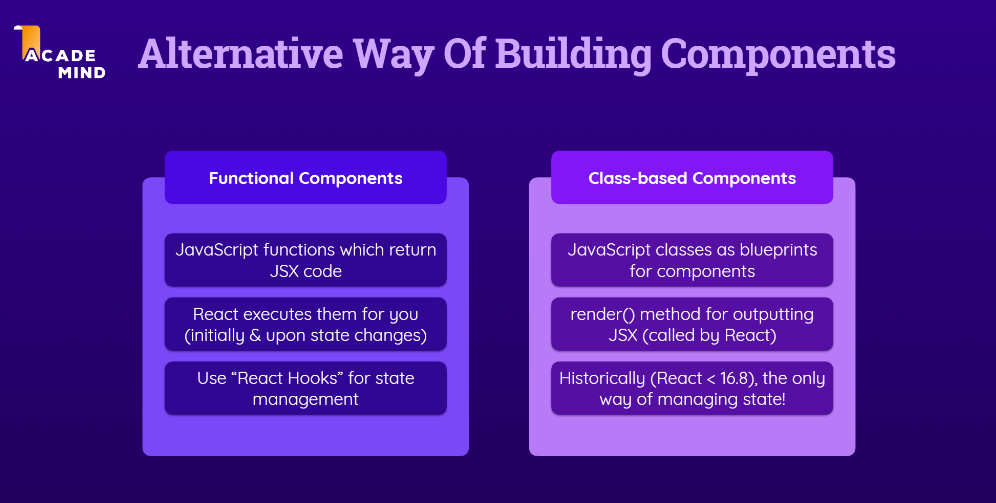 ACADE
MIND
Alternative Way Of Building Components
Functional Components
JavaScript functions which return
JSX code
React executes them for you
(initially & upon state changes)
Use “React Hooks” for state
management
Class-based Components
JavaScript classes as blueprints
for components
render() method for outputting
JSX (called by React)
Historically (React < 16.8), the only
way of managing state!